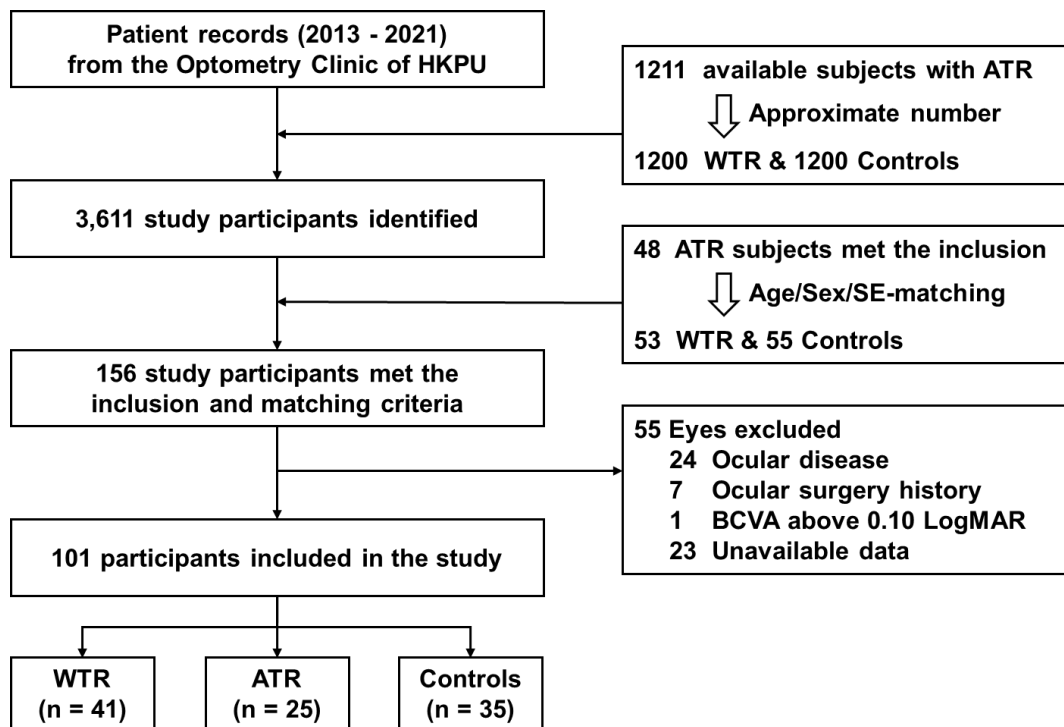 Patient records (2013 - 2021)
from the Optometry Clinic of HKPU
1211 available subjects with ATR
Approximate number
1200 WTR & 1200 Controls
3,611 study participants identified
48 ATR subjects met the inclusion
Age/Sex/SE-matching
53 WTR & 55 Controls
156 study participants met the
inclusion and matching criteria
55 Eyes excluded
24 Ocular disease
7 Ocular surgery history
1 BCVA above 0.10 LogMAR
23 Unavailable data
101 participants included in the study
WTR
(n = 41)
ATR
(n = 25)
Controls
(n = 35)